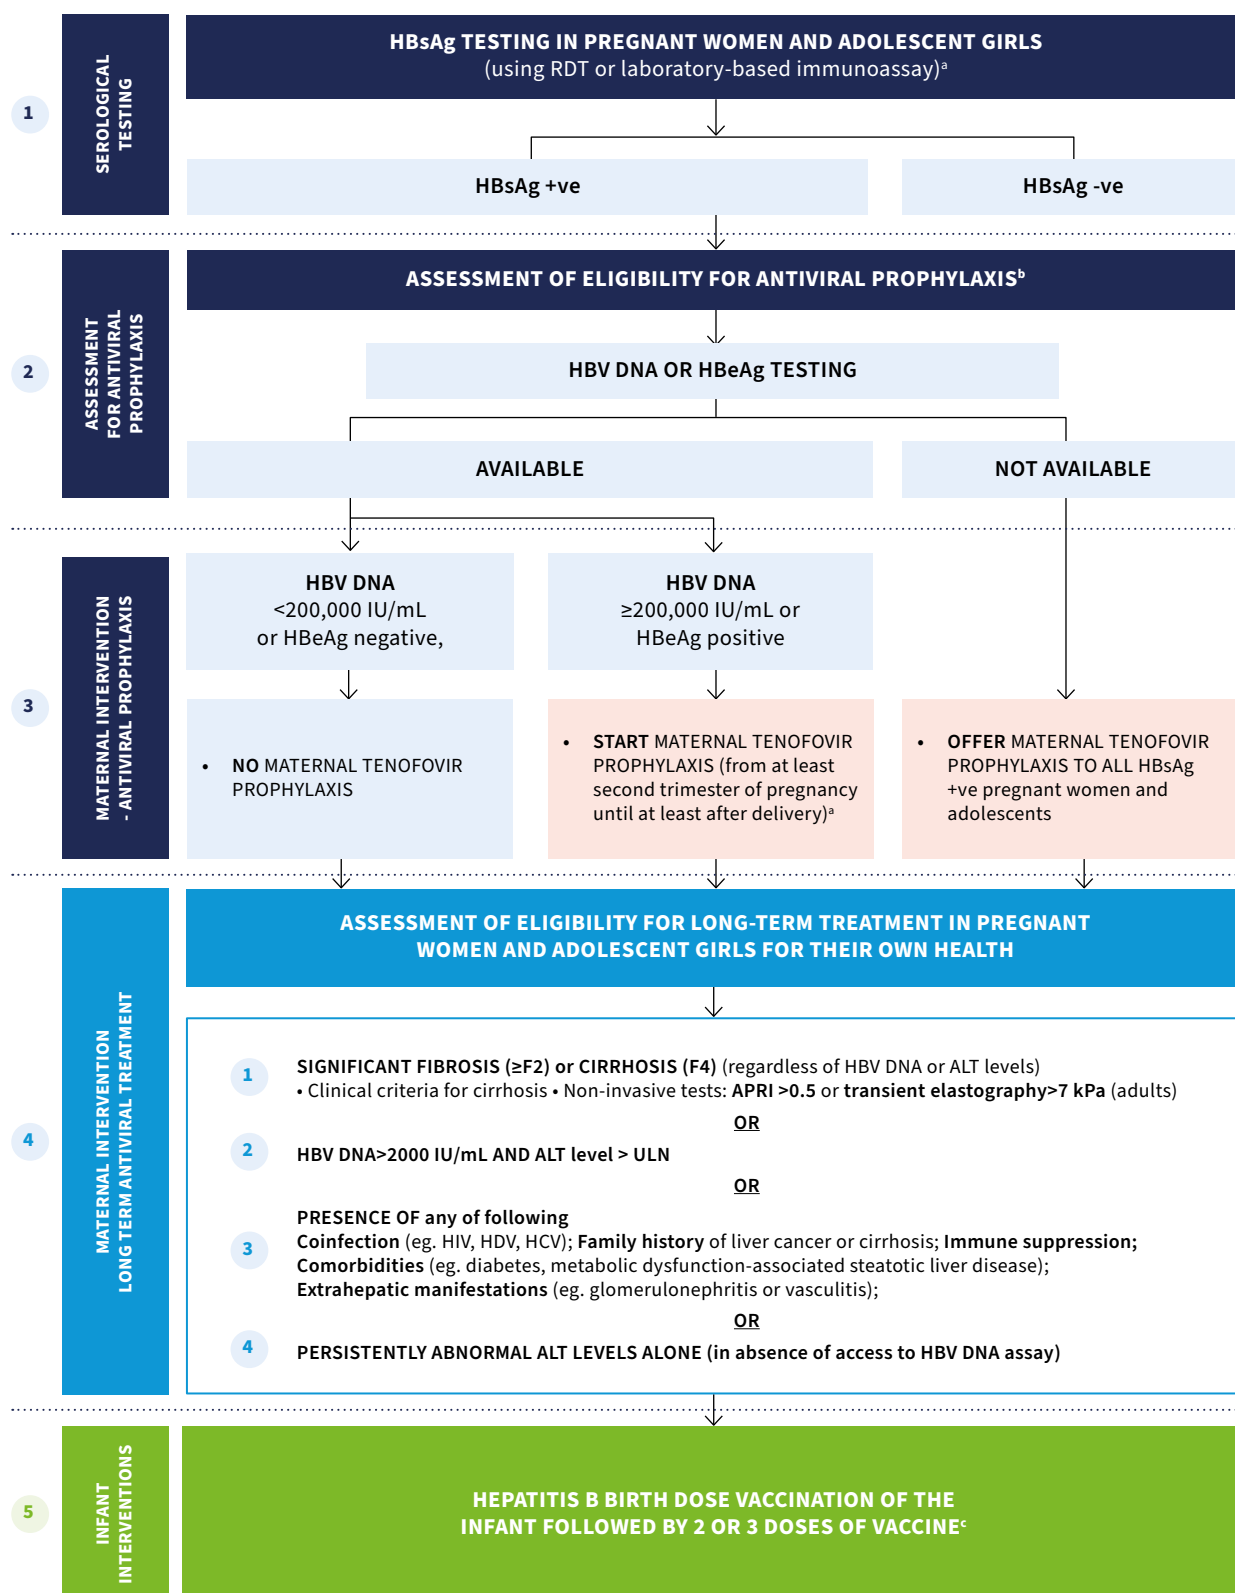 1
SEROLOGICAL
TESTING
HBsAg TESTING IN PREGNANT WOMEN AND ADOLESCENT GIRLS
(using RDT or laboratory-based immunoassay)ᵃ
HBsAg +ve
HBsAg -ve
2
ASSESSMENT
FOR ANTIVIRAL
PROPHYLAXIS
ASSESSMENT OF ELIGIBILITY FOR ANTIVIRAL PROPHYLAXISᵇ
HBV DNA OR HBeAg TESTING
AVAILABLE
NOT AVAILABLE
3
MATERNAL INTERVENTION
- ANTIVIRAL PROPHYLAXIS
HBV DNA
<200,000 IU/mL
or HBeAg negative,
HBV DNA
≥200,000 IU/mL or
HBeAg positive
• NO MATERNAL TENOFOVIR
PROPHYLAXIS
• START MATERNAL TENOFOVIR
PROPHYLAXIS (from at least
second trimester of pregnancy
until at least after delivery)ᵃ
• OFFER MATERNAL TENOFOVIR
PROPHYLAXIS TO ALL HBsAg
+ve pregnant women and
adolescents
4
MATERNAL INTERVENTION
LONG TERM ANTIVIRAL TREATMENT
ASSESSMENT OF ELIGIBILITY FOR LONG-TERM TREATMENT IN PREGNANT
WOMEN AND ADOLESCENT GIRLS FOR THEIR OWN HEALTH
1
SIGNIFICANT FIBROSIS (≥F2) or CIRRHOSIS (F4) (regardless of HBV DNA or ALT levels)
• Clinical criteria for cirrhosis • Non-invasive tests: APRI >0.5 or transient elastography>7 kPa (adults)
OR
2
HBV DNA>2000 IU/mL AND ALT level > ULN
OR
3
PRESENCE OF any of following
Coinfection (eg. HIV, HDV, HCV); Family history of liver cancer or cirrhosis; Immune suppression;
Comorbidities (eg. diabetes, metabolic dysfunction-associated steatotic liver disease);
Extrahepatic manifestations (eg. glomerulonephritis or vasculitis);
OR
4
PERSISTENTLY ABNORMAL ALT LEVELS ALONE (in absence of access to HBV DNA assay)
5
INFANT
INTERVENTIONS
HEPATITIS B BIRTH DOSE VACCINATION OF THE
INFANT FOLLOWED BY 2 OR 3 DOSES OF VACCINEᶜ